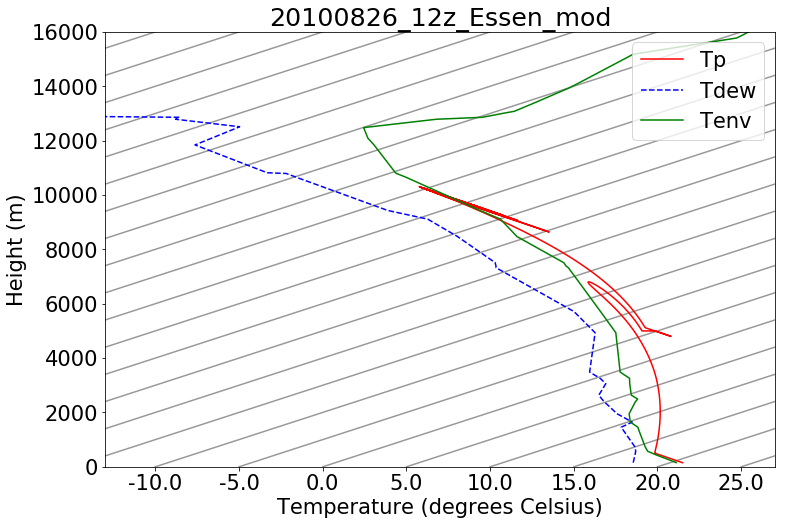 20100826_12z_Essen_mod
Tp
Tdew
Tenv
16000
14000
12000
10000
8000
6000
4000
2000
0
Height (m)
-10.0 -5.0 0.0 5.0 10.0 15.0 20.0 25.0
Temperature (degrees Celsius)